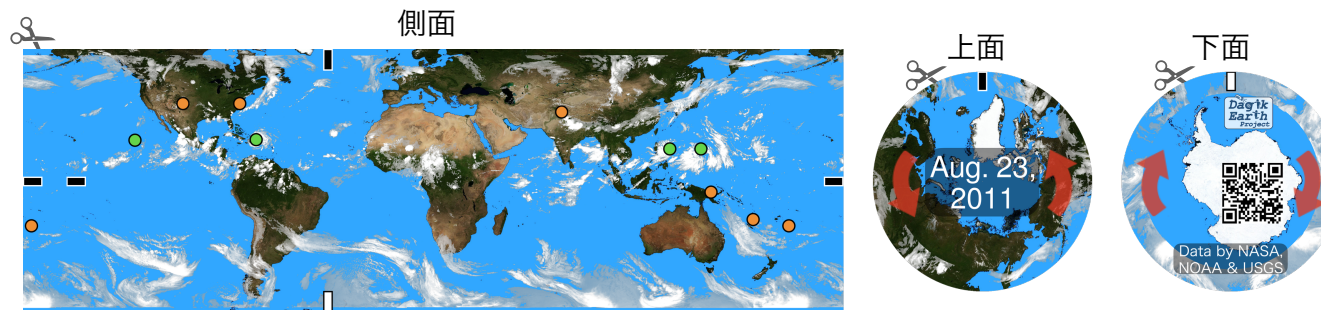 側面
上面
下面
Aug. 23,
2011
Dagik
Earth
Project
Data by NASA,
NOAA & USGS